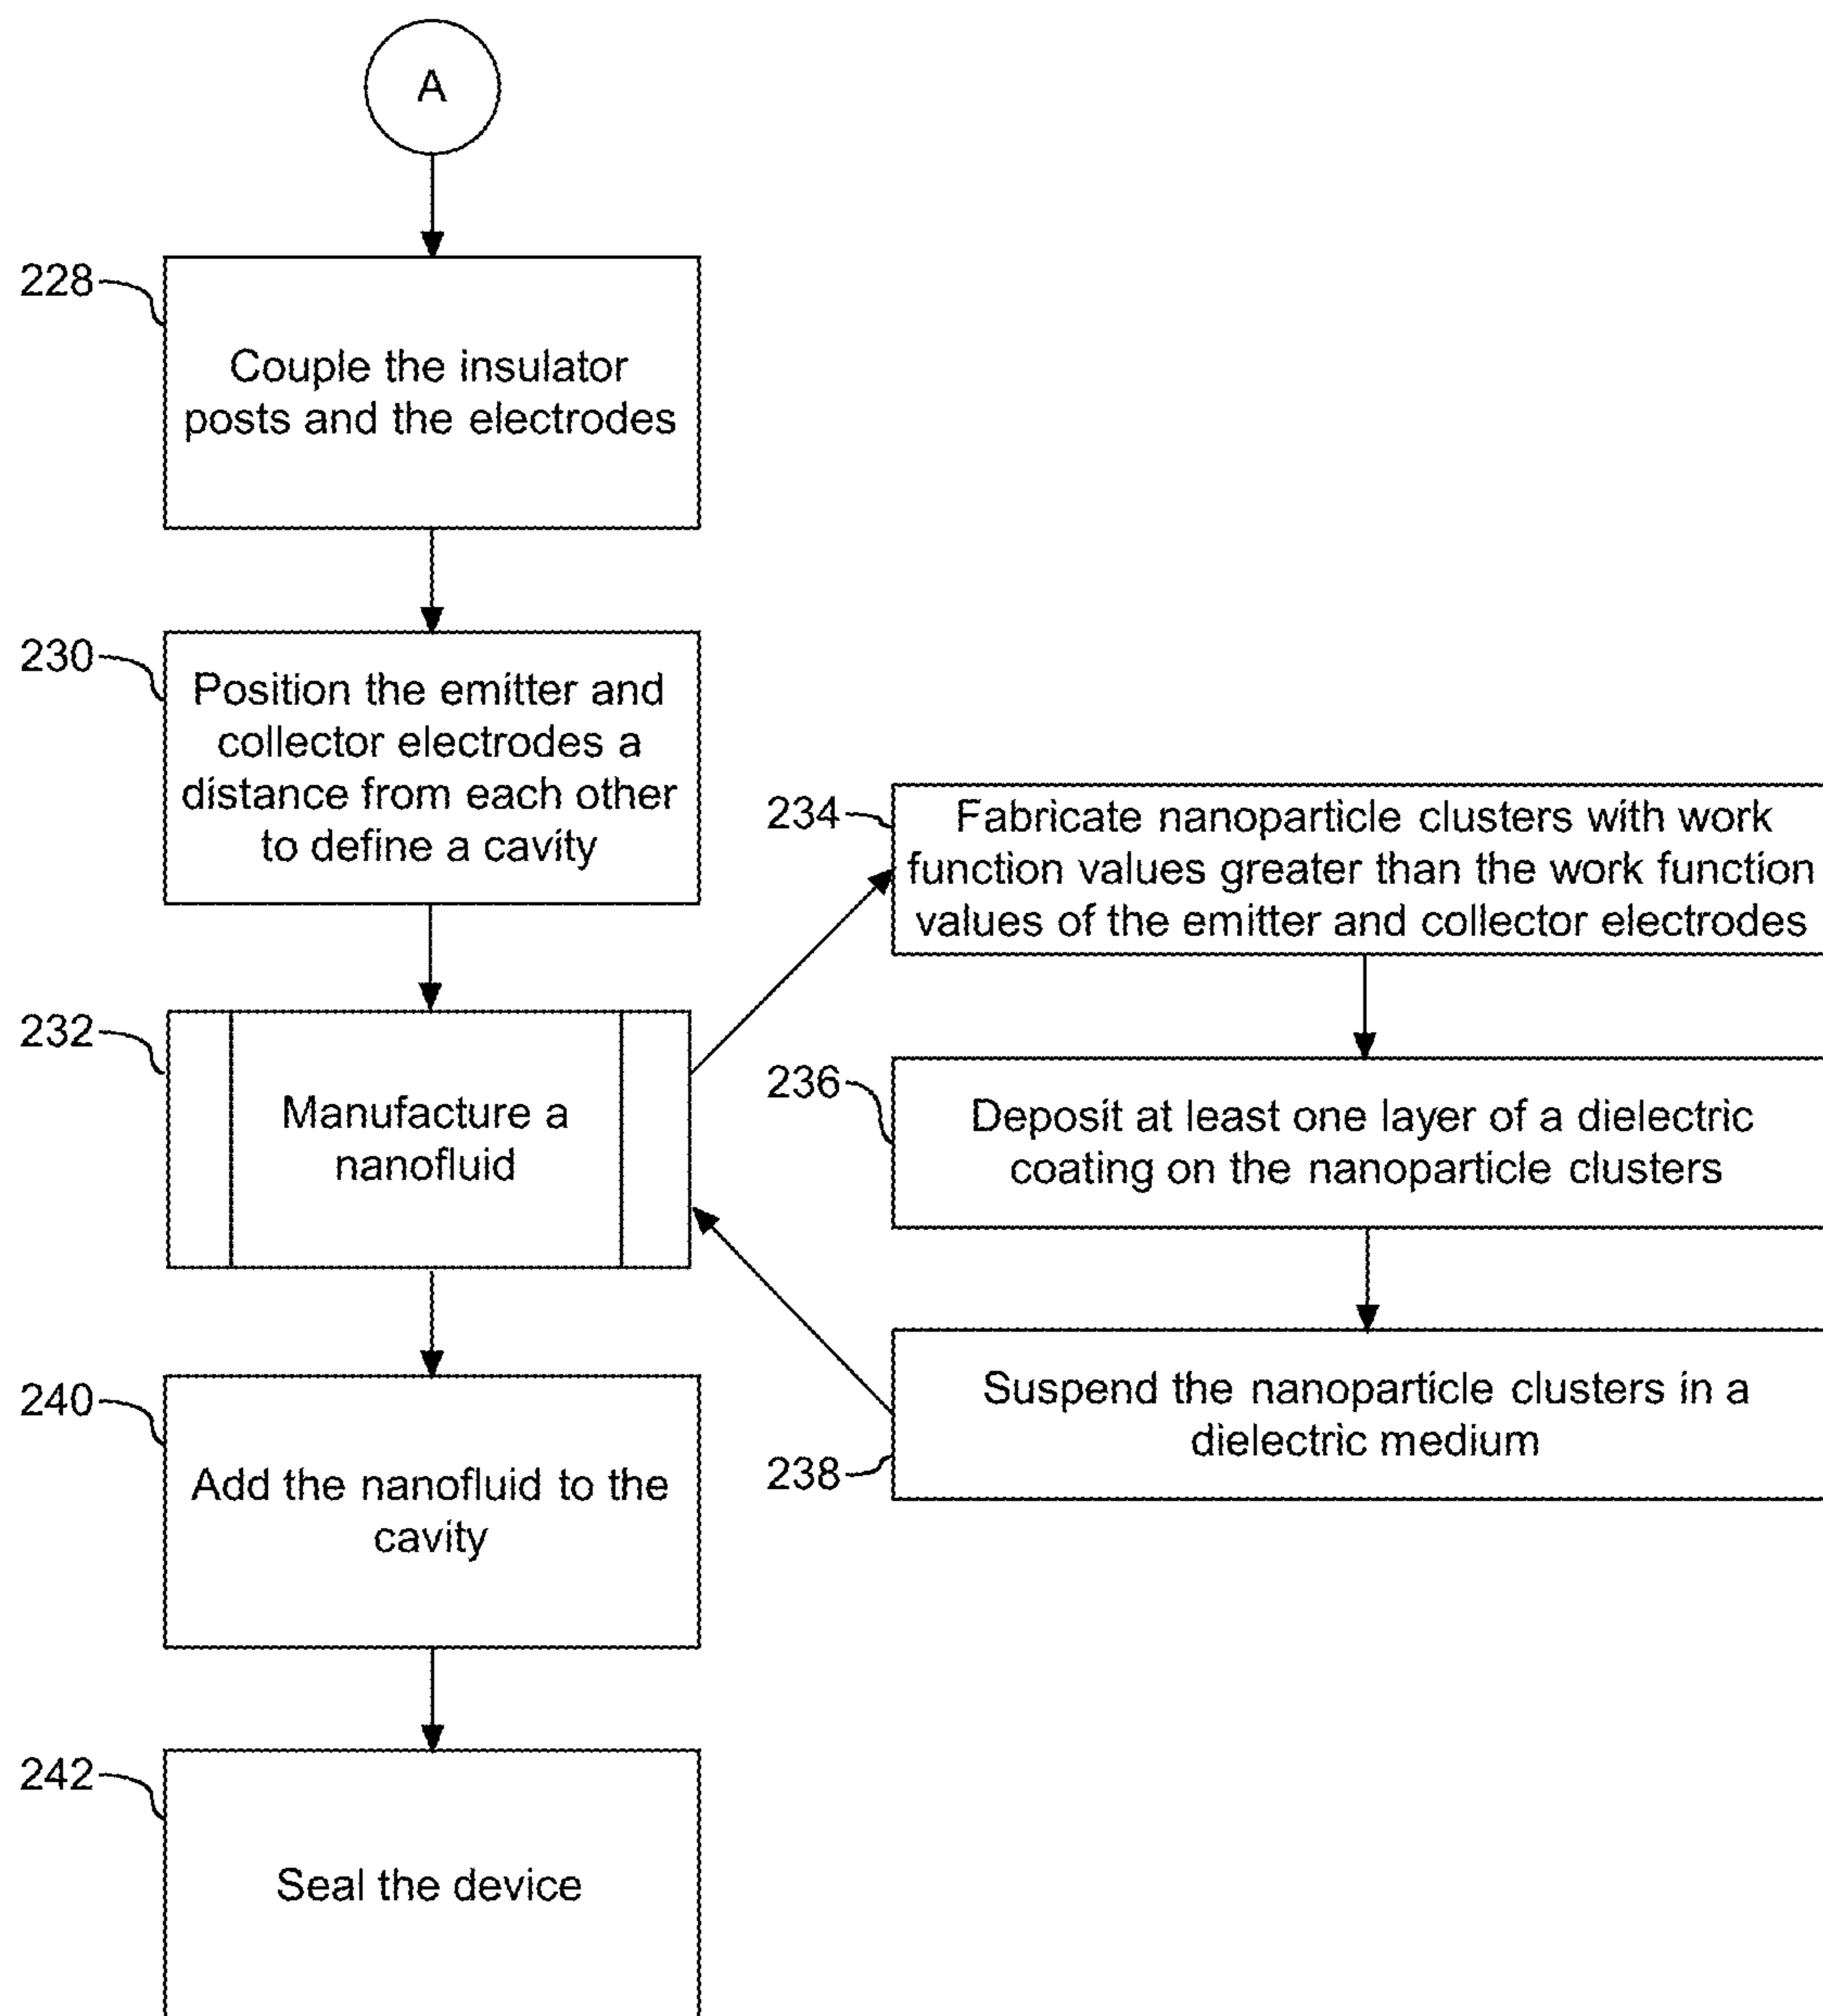 A
228
Couple the insulator
posts and the electrodes
230
Position the emitter and
collector electrodes a
distance from each other
to define a cavity
232
Manufacture a
nanofluid
234
Fabricate nanoparticle clusters with work
function values greater than the work function
values of the emitter and collector electrodes
236
Deposit at least one layer of a dielectric
coating on the nanoparticle clusters
238
Suspend the nanoparticle clusters in a
dielectric medium
240
Add the nanofluid to the
cavity
242
Seal the device